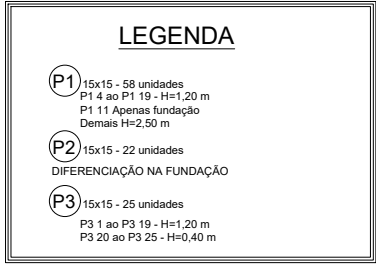 LEGENDA
P1 15x15 - 58 unidades
P1 4 ao P1 19 - H=1,20 m
P1 11 Apenas fundação
Demais H=2,50 m
P2 15x15 - 22 unidades
DIFERENCIAÇÃO NA FUNDAÇÃO
P3 15x15 - 25 unidades
P3 1 ao P3 19 - H=1,20 m
P3 20 ao P3 25 - H=0,40 m